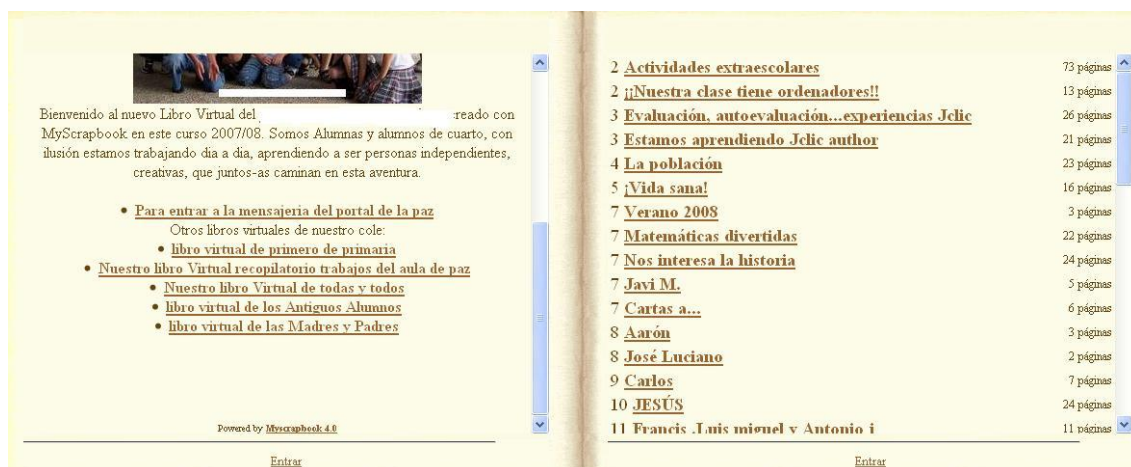 Bienvenido al nuevo Libro Virtual del creado con
MyScrapbook en este curso 2007/08. Somos Alumnas y alumnos de cuarto, con
ilusión estamos trabajando dia a dia, aprendiendo a ser personas independientes,
creativas, que juntos-as caminan en esta aventura.
Para entrar a la mensajeria del portal de la paz
Otros libros virtuales de nuestro cole:
libro virtual de primero de primaria
Nuestro libro Virtual recopilatorio trabajos del aula de paz
Nuestro libro Virtual de todas y todos
libro virtual de los Antiguos Alumnos
libro virtual de las Madres y Padres
Powered by Myscrapbook 4.0
Entrar
2 Actividades extraescolares 73 páginas
2 ¡¡Nuestra clase tiene ordenadores!! 13 páginas
3 Evaluación, autoevaluación...experiencias Jclic 26 páginas
3 Estamos aprendiendo Jclic author 21 páginas
4 La población 23 páginas
5 ¡Vida sana! 16 páginas
7 Verano 2008 3 páginas
7 Matemáticas divertidas 22 páginas
7 Nos interesa la historia 24 páginas
7 Javi M. 5 páginas
7 Cartas a... 6 páginas
8 Aarón 3 páginas
8 José Luciano 2 páginas
9 Carlos 7 páginas
10 JESÚS 24 páginas
11 Francis ,Luis miguel y Antonio j 11 páginas
Entrar